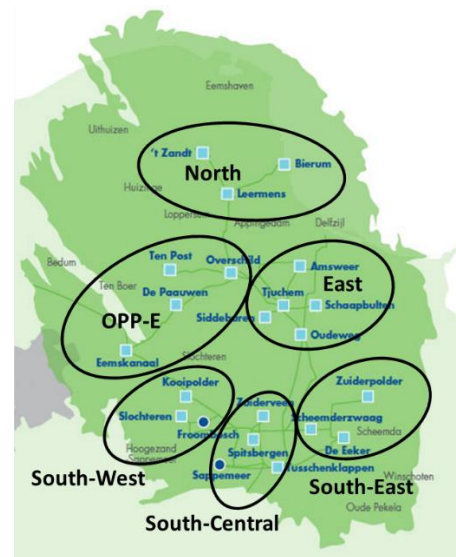 Eemshaven
Uithuizen
't Zandt
Bierum
North
Huizinge
Leermens
Loppersum
Appingedam
Delfzijl
Bedum
Ten Post
Overschild
Amsweer
Ten Boer
De Paauwen
Tjuchem
East
Schaapbulten
OPP-E
Siddeburen
Oudeweg
Eemskanaal
Slochteren
Kooipolder
Zuiderpolder
Slochteren
Zuiderveen
Froombosch
Scheemderzwaag
Scheemda
Hoogezand
Sappemeer
Spitsbergen
De Eeker
South-West
Sappemeer
Tusschenklappen
South-East
Winschoten
South-Central
Oude Pekela